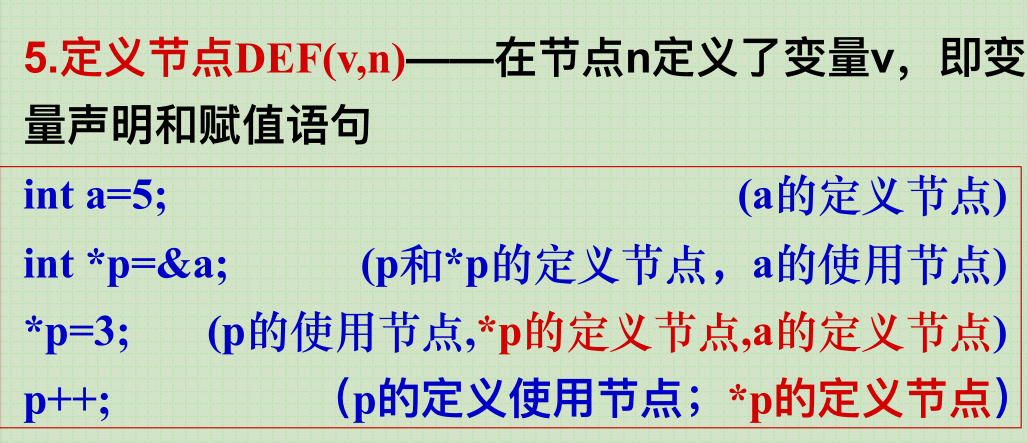 5.定义节点DEF(v,n)——在节点n定义了变量v，即变
量声明和赋值语句
int a=5; (a的定义节点)
int *p=&a; (p和*p的定义节点，a的使用节点)
*p=3; (p的使用节点,*p的定义节点,a的定义节点)
p++; （p的定义使用节点；*p的定义节点）